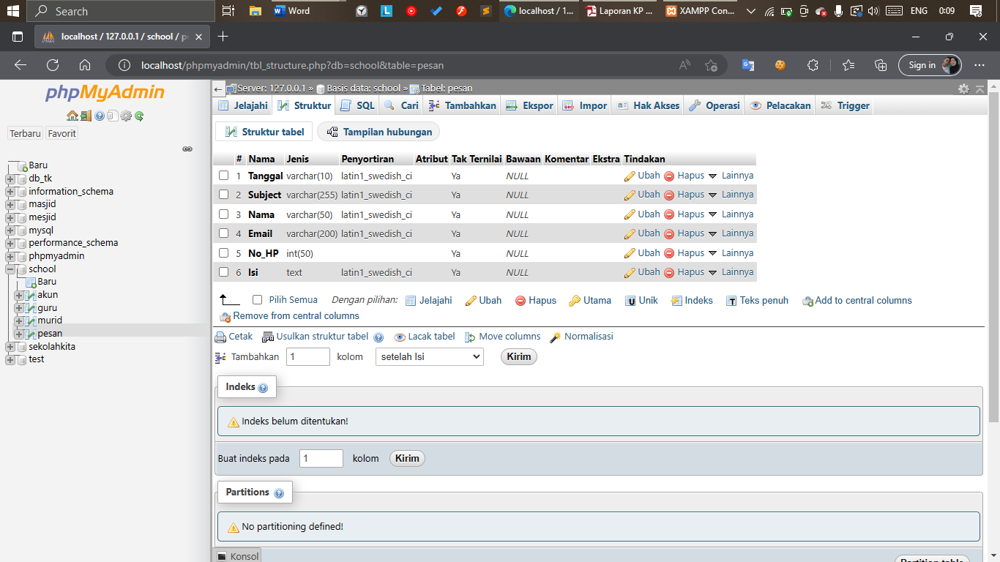 Search
Word
localhost / 1...
Laporan KP ...
XAMPP Con...
ENG
0:09
localhost / 127.0.0.1 / school / p
localhost/phpmyadmin/tbl_structure.php?db=school&table=pesan
Sign in
phpMyAdmin
Terbaru Favorit
Baru
db_tk
information_schema
masjid
mesjid
mysql
performance_schema
phpmyadmin
school
Baru
akun
guru
murid
pesan
sekolahkita
test
Server: 127.0.0.1 » Basis data: school » Tabel: pesan
Jelajahi Struktur SQL Cari Tambahkan Ekspor Impor Hak Akses Operasi Pelacakan Trigger
Struktur tabel Tampilan hubungan
# Nama Jenis Penyortiran Atribut Tak Ternilai Bawaan Komentar Ekstra Tindakan
1 Tanggal varchar(10) latin1_swedish_ci Ya NULL Ubah Hapus Lainnya
2 Subject varchar(255) latin1_swedish_ci Ya NULL Ubah Hapus Lainnya
3 Nama varchar(50) latin1_swedish_ci Ya NULL Ubah Hapus Lainnya
4 Email varchar(200) latin1_swedish_ci Ya NULL Ubah Hapus Lainnya
5 No_HP int(50) Ya NULL Ubah Hapus Lainnya
6 Isi text latin1_swedish_ci Ya NULL Ubah Hapus Lainnya
Pilih Semua Dengan pilihan: Jelajahi Ubah Hapus Utama Unik Indeks Teks penuh Add to central columns
Remove from central columns
Cetak Usulkan struktur tabel Lacak tabel Move columns Normalisasi
Tambahkan 1 kolom setelah Isi Kirim
Indeks
Indeks belum ditentukan!
Buat indeks pada 1 kolom Kirim
Partitions
No partitioning defined!
Konsol
Partition table